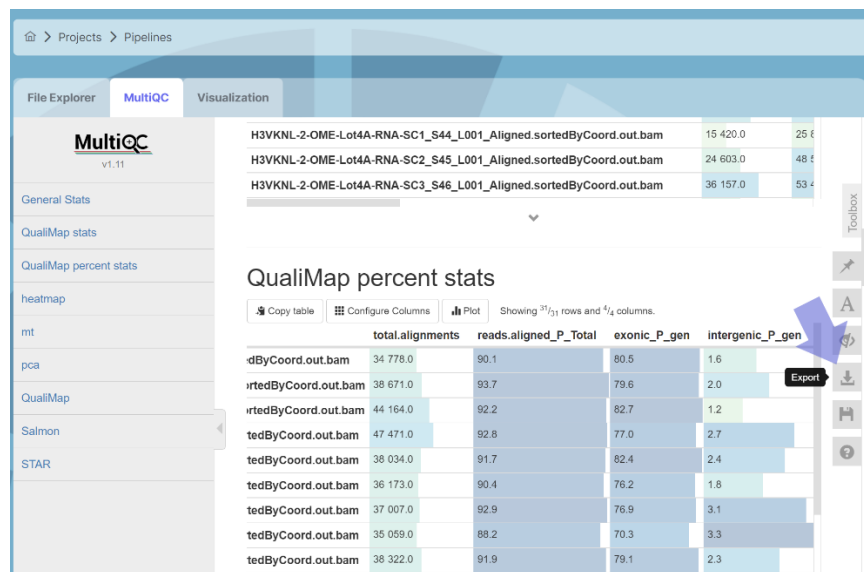 Projects > Pipelines
File Explorer MultiQC Visualization
MultiQC
v1.11
General Stats
QualiMap stats
QualiMap percent stats
heatmap
mt
pca
QualiMap
Salmon
STAR
H3VKNL-2-OME-Lot4A-RNA-SC1_S44_L001_Aligned.sortedByCoord.out.bam 15 420.0 25
H3VKNL-2-OME-Lot4A-RNA-SC2_S45_L001_Aligned.sortedByCoord.out.bam 24 603.0 48
H3VKNL-2-OME-Lot4A-RNA-SC3_S46_L001_Aligned.sortedByCoord.out.bam 36 157.0 53
QualiMap percent stats
Copy table Configure Columns Plot Showing 31/31 rows and 4/4 columns.
total.alignments reads.aligned_P_Total exonic_P_gen intergenic_P_gen
dByCoord.out.bam 34 778.0 90.1 80.5 1.6
rtedByCoord.out.bam 38 671.0 93.7 79.6 2.0
rtedByCoord.out.bam 44 164.0 92.2 82.7 1.2
tedByCoord.out.bam 47 471.0 92.8 77.0 2.7
tedByCoord.out.bam 38 034.0 91.7 82.4 2.4
tedByCoord.out.bam 36 173.0 90.4 76.2 1.8
tedByCoord.out.bam 37 007.0 92.9 76.9 3.1
tedByCoord.out.bam 35 059.0 88.2 70.3 3.3
tedByCoord.out.bam 38 322.0 91.9 79.1 2.3
Toolbox
A
Export